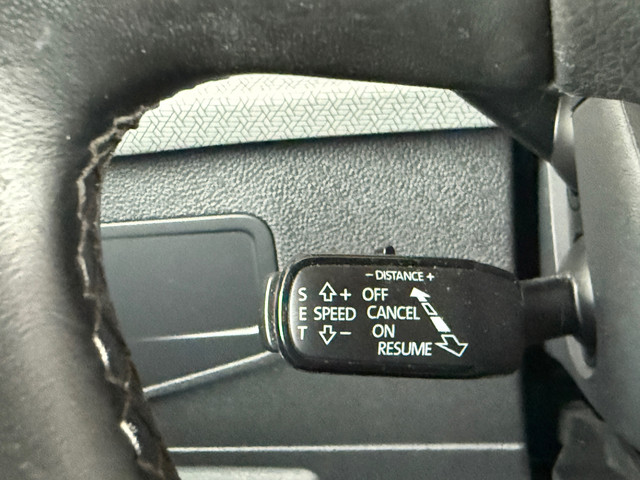 − DISTANCE +
S + OFF
E SPEED CANCEL
T − ON
RESUME